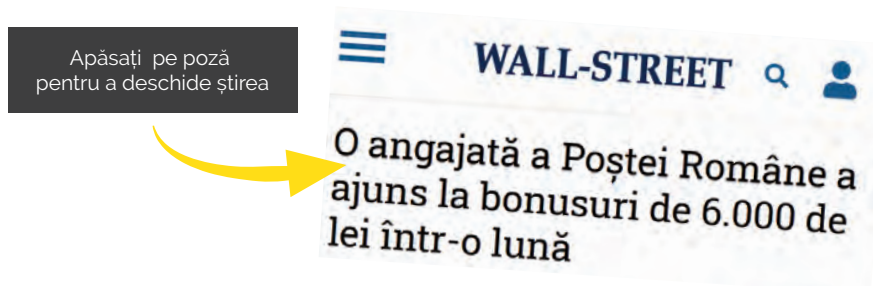 Apăsați pe poză
pentru a deschide știrea
WALL-STREET
O angajată a Poștei Române a
ajuns la bonusuri de 6.000 de
lei într-o lună